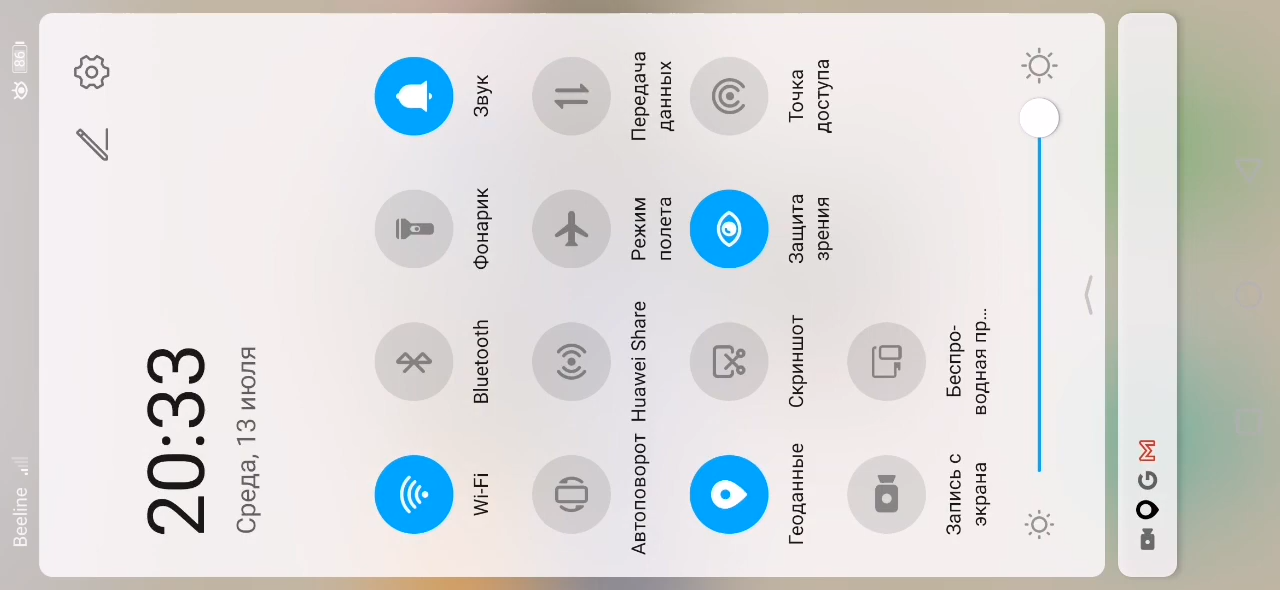 Beeline 86
20:33
Среда, 13 июля
Wi-Fi Bluetooth Фонарик Звук
Автоповорот Huawei Share Режим Передача
полета данных
Геоданные Скриншот Защита Точка
зрения доступа
Запись с Беспро-
экрана водная пр...